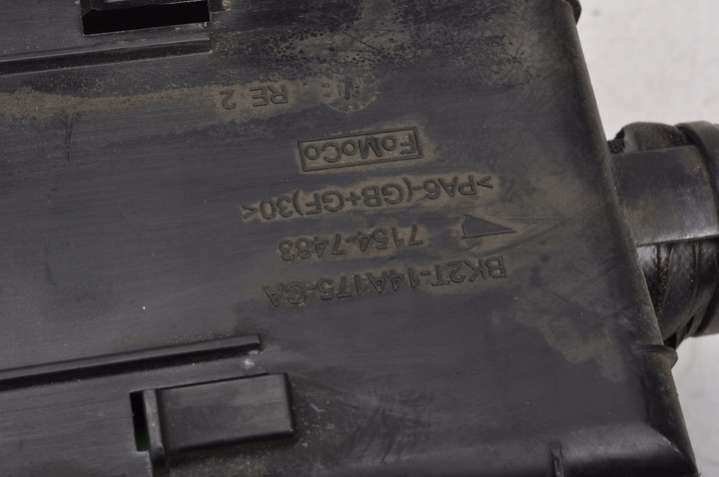 BK2T-14A175-CA
7154-7483
>PA6-(GB+GF)30<
FoMoCo
RE 2